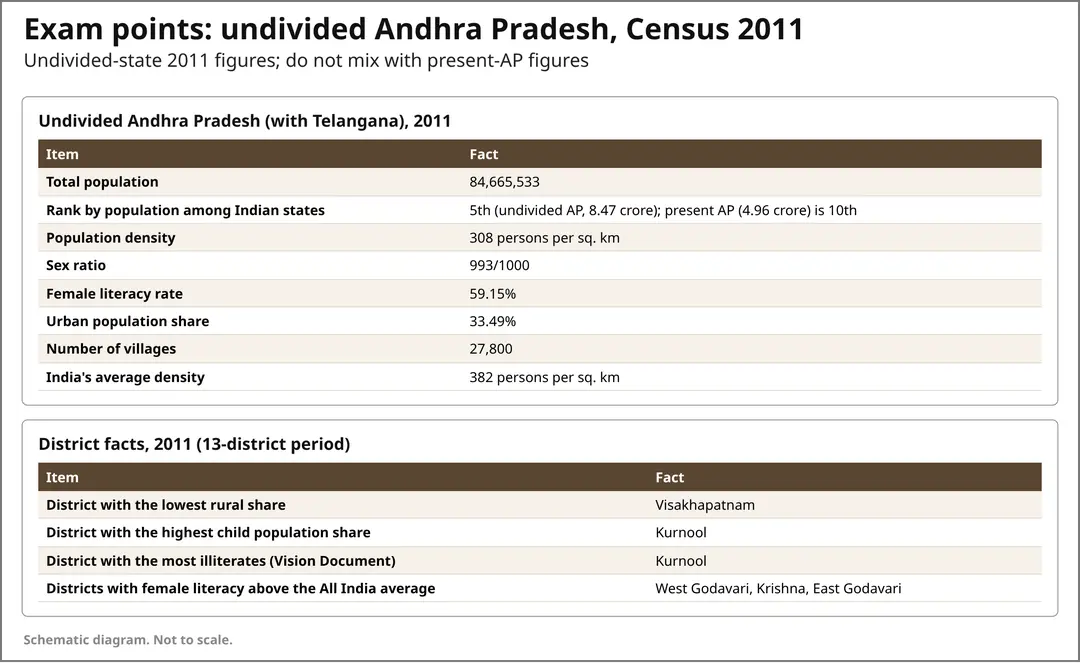 Exam points: undivided Andhra Pradesh, Census 2011
Undivided-state 2011 figures; do not mix with present-AP figures
Undivided Andhra Pradesh (with Telangana), 2011
Item Fact
Total population 84,665,533
Rank by population among Indian states 5th (undivided AP, 8.47 crore); present AP (4.96 crore) is 10th
Population density 308 persons per sq. km
Sex ratio 993/1000
Female literacy rate 59.15%
Urban population share 33.49%
Number of villages 27,800
India's average density 382 persons per sq. km
District facts, 2011 (13-district period)
Item Fact
District with the lowest rural share Visakhapatnam
District with the highest child population share Kurnool
District with the most illiterates (Vision Document) Kurnool
Districts with female literacy above the All India average West Godavari, Krishna, East Godavari
Schematic diagram. Not to scale.